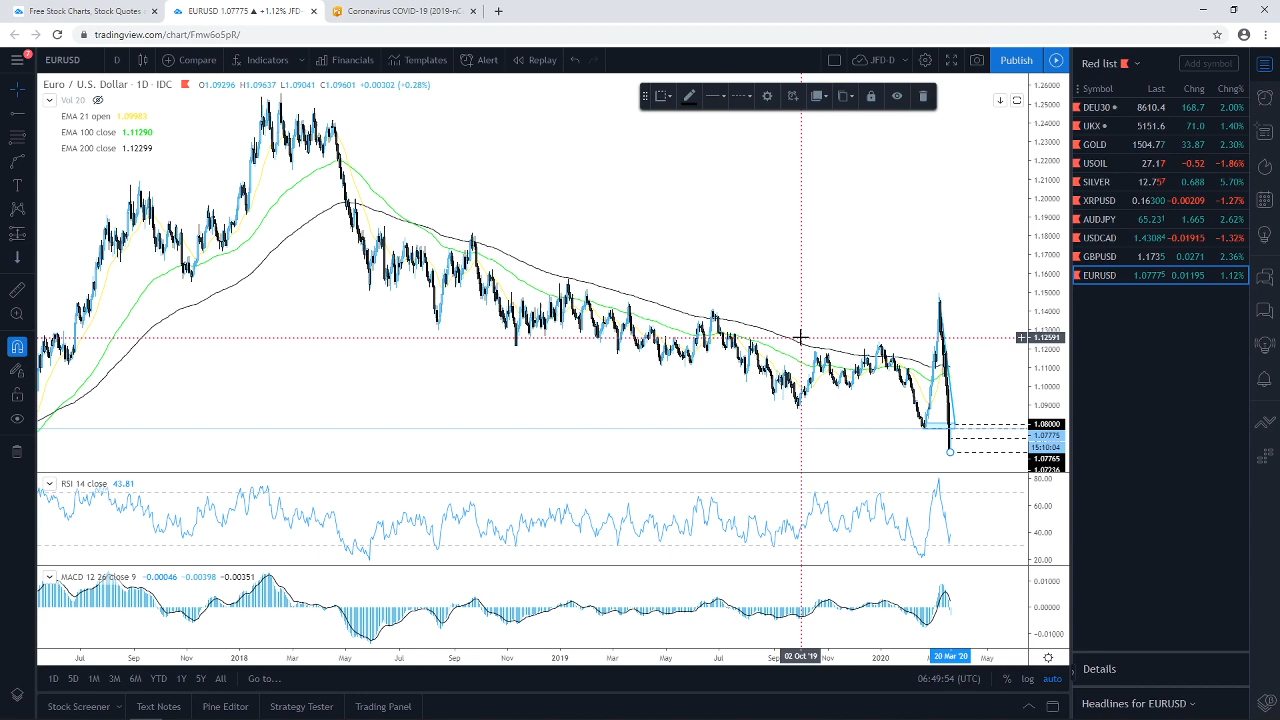 Free Stock Charts, Stock Quotes
EURUSD 1.07775 ▲ +1.12% JFD-
Coronavirus COVID-19 (2019-nC
tradingview.com/chart/Fmw6o5pR/
7
EURUSD D Compare Indicators Financials Templates Alert Replay JFD-D Publish
Red list Add symbol
Euro / U.S. Dollar · 1D · IDC O1.09296 H1.09637 L1.09041 C1.09601 +0.00302 (+0.28%)
Vol 20
EMA 21 open 1.09983
EMA 100 close 1.11290
EMA 200 close 1.12299
Symbol Last Chng Chng%
DEU30 8610.4 168.7 2.00%
UKX 5151.6 71.0 1.40%
GOLD 1504.77 33.87 2.30%
USOIL 27.17 -0.52 -1.86%
SILVER 12.757 0.688 5.70%
XRPUSD 0.16300 -0.00209 -1.27%
AUDJPY 65.231 1.665 2.62%
USDCAD 1.43084 -0.01915 -1.32%
GBPUSD 1.1735 0.0271 2.36%
EURUSD 1.07775 0.01195 1.12%
1.26000
1.25000
1.24000
1.23000
1.22000
1.21000
1.20000
1.19000
1.18000
1.17000
1.16000
1.15000
1.14000
1.13000
1.12591
1.12000
1.11000
1.10000
1.09000
1.08000
1.07775
15:10:04
1.07765
1.07236
RSI 14 close 43.81
80.00
60.00
40.00
20.00
MACD 12 26 close 9 -0.00046 -0.00398 -0.00351
0.01000
0.00000
-0.01000
Jul Sep Nov 2018 Mar May Jul Sep Nov 2019 Mar May Jul Sep 02 Oct '19 Nov 2020 20 Mar '20 May
1D 5D 1M 3M 6M YTD 1Y 5Y All Go to... 06:49:54 (UTC) % log auto
Details
Stock Screener Text Notes Pine Editor Strategy Tester Trading Panel
Headlines for EURUSD